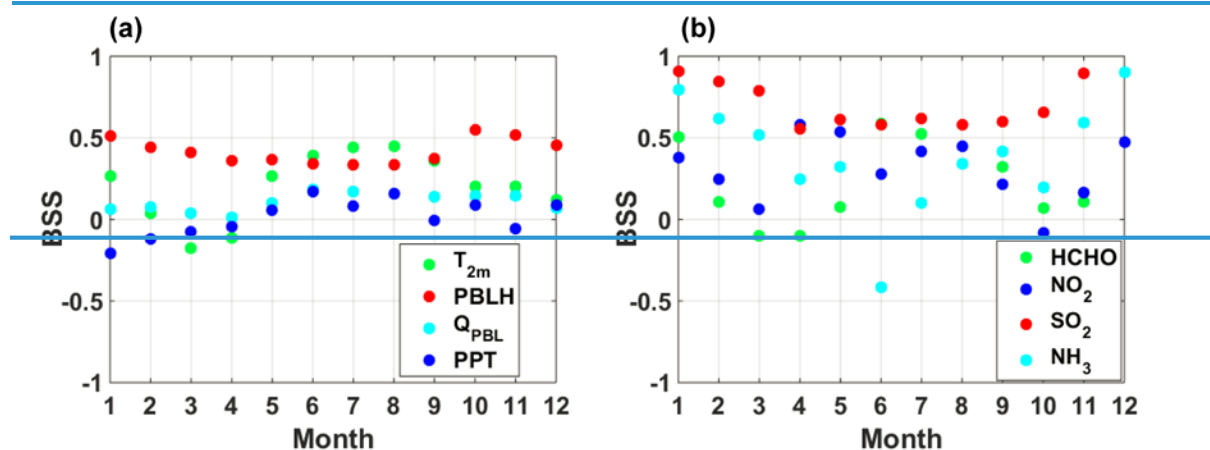 (a)
1
0.5
0
-0.5
-1
BSS
1 2 3 4 5 6 7 8 9 10 11 12
Month
T2m
PBLH
QPBL
PPT
(b)
1
0.5
0
-0.5
-1
BSS
1 2 3 4 5 6 7 8 9 10 11 12
Month
HCHO
NO2
SO2
NH3